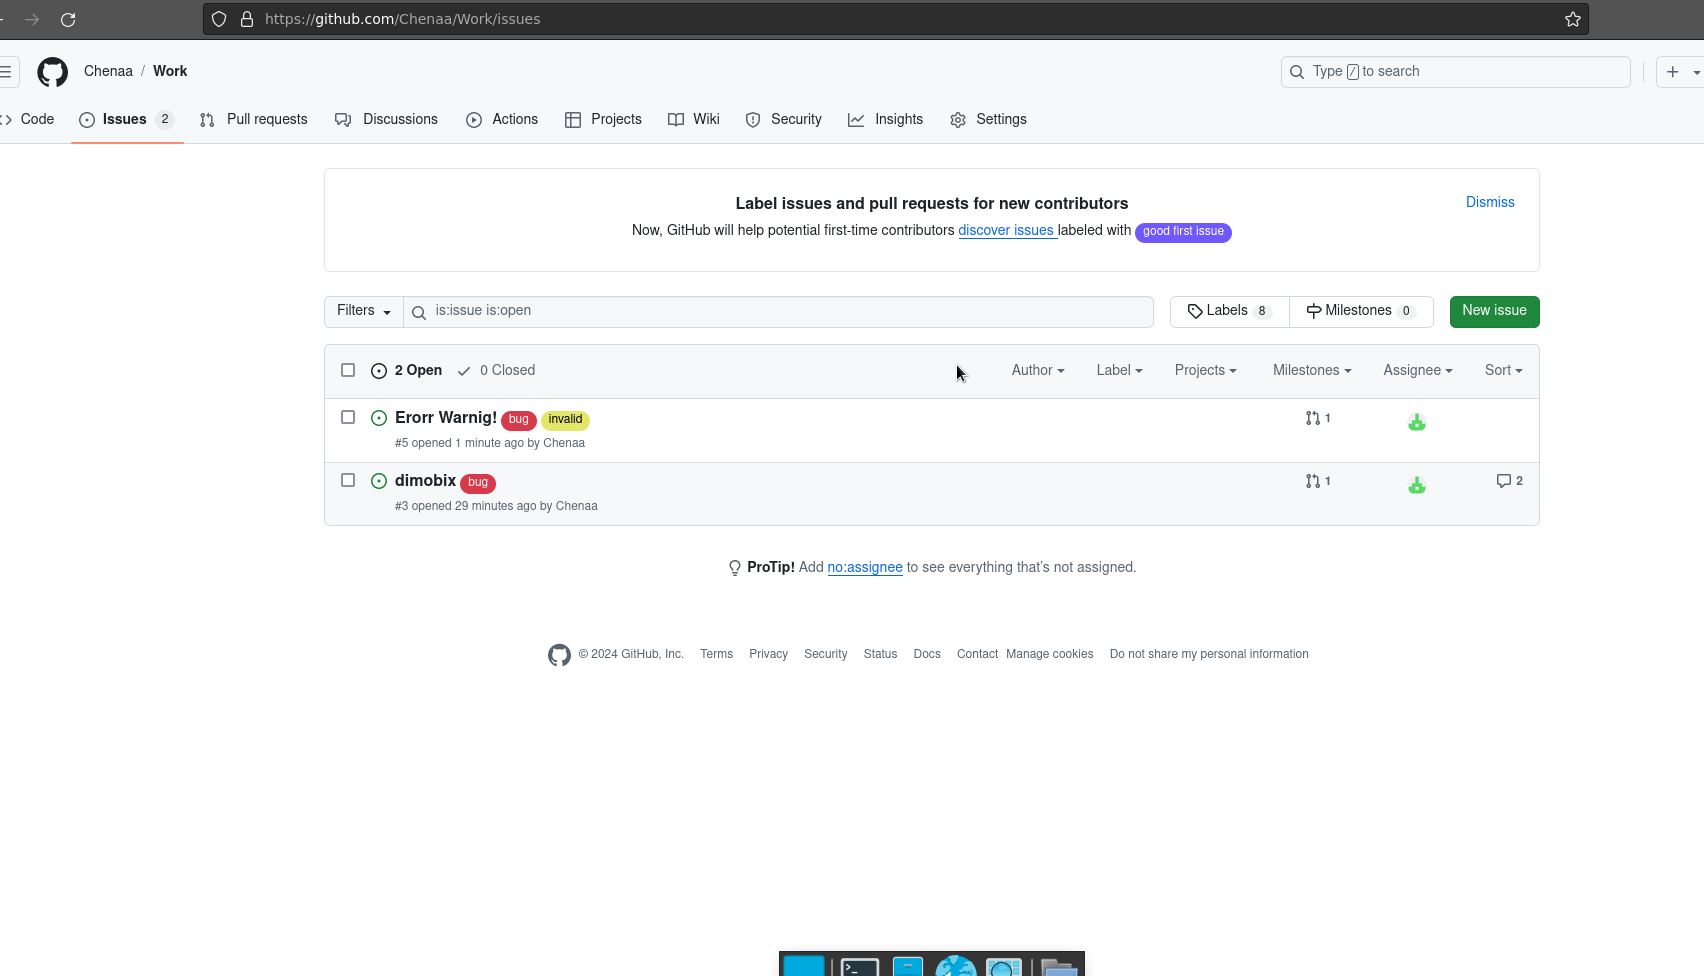 https://github.com/Chenaa/Work/issues
Chenaa / Work
Type / to search
Code Issues 2 Pull requests Discussions Actions Projects Wiki Security Insights Settings
Label issues and pull requests for new contributors
Dismiss
Now, GitHub will help potential first-time contributors discover issues labeled with good first issue
Filters is:issue is:open Labels 8 Milestones 0 New issue
2 Open 0 Closed Author Label Projects Milestones Assignee Sort
Erorr Warnig! bug invalid 1
#5 opened 1 minute ago by Chenaa
dimobix bug 1 2
#3 opened 29 minutes ago by Chenaa
ProTip! Add no:assignee to see everything that's not assigned.
© 2024 GitHub, Inc. Terms Privacy Security Status Docs Contact Manage cookies Do not share my personal information